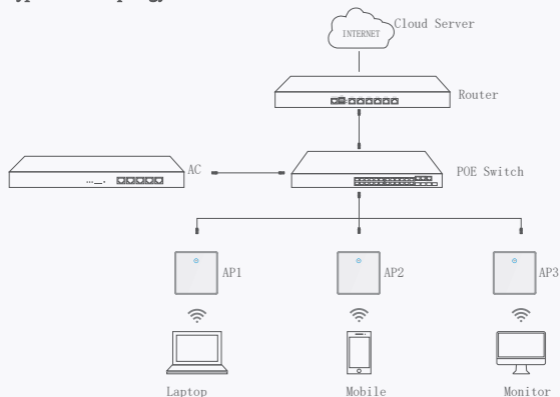 Cloud Server
INTERNET
Router
AC
POE Switch
AP1
AP2
AP3
Laptop
Mobile
Monitor